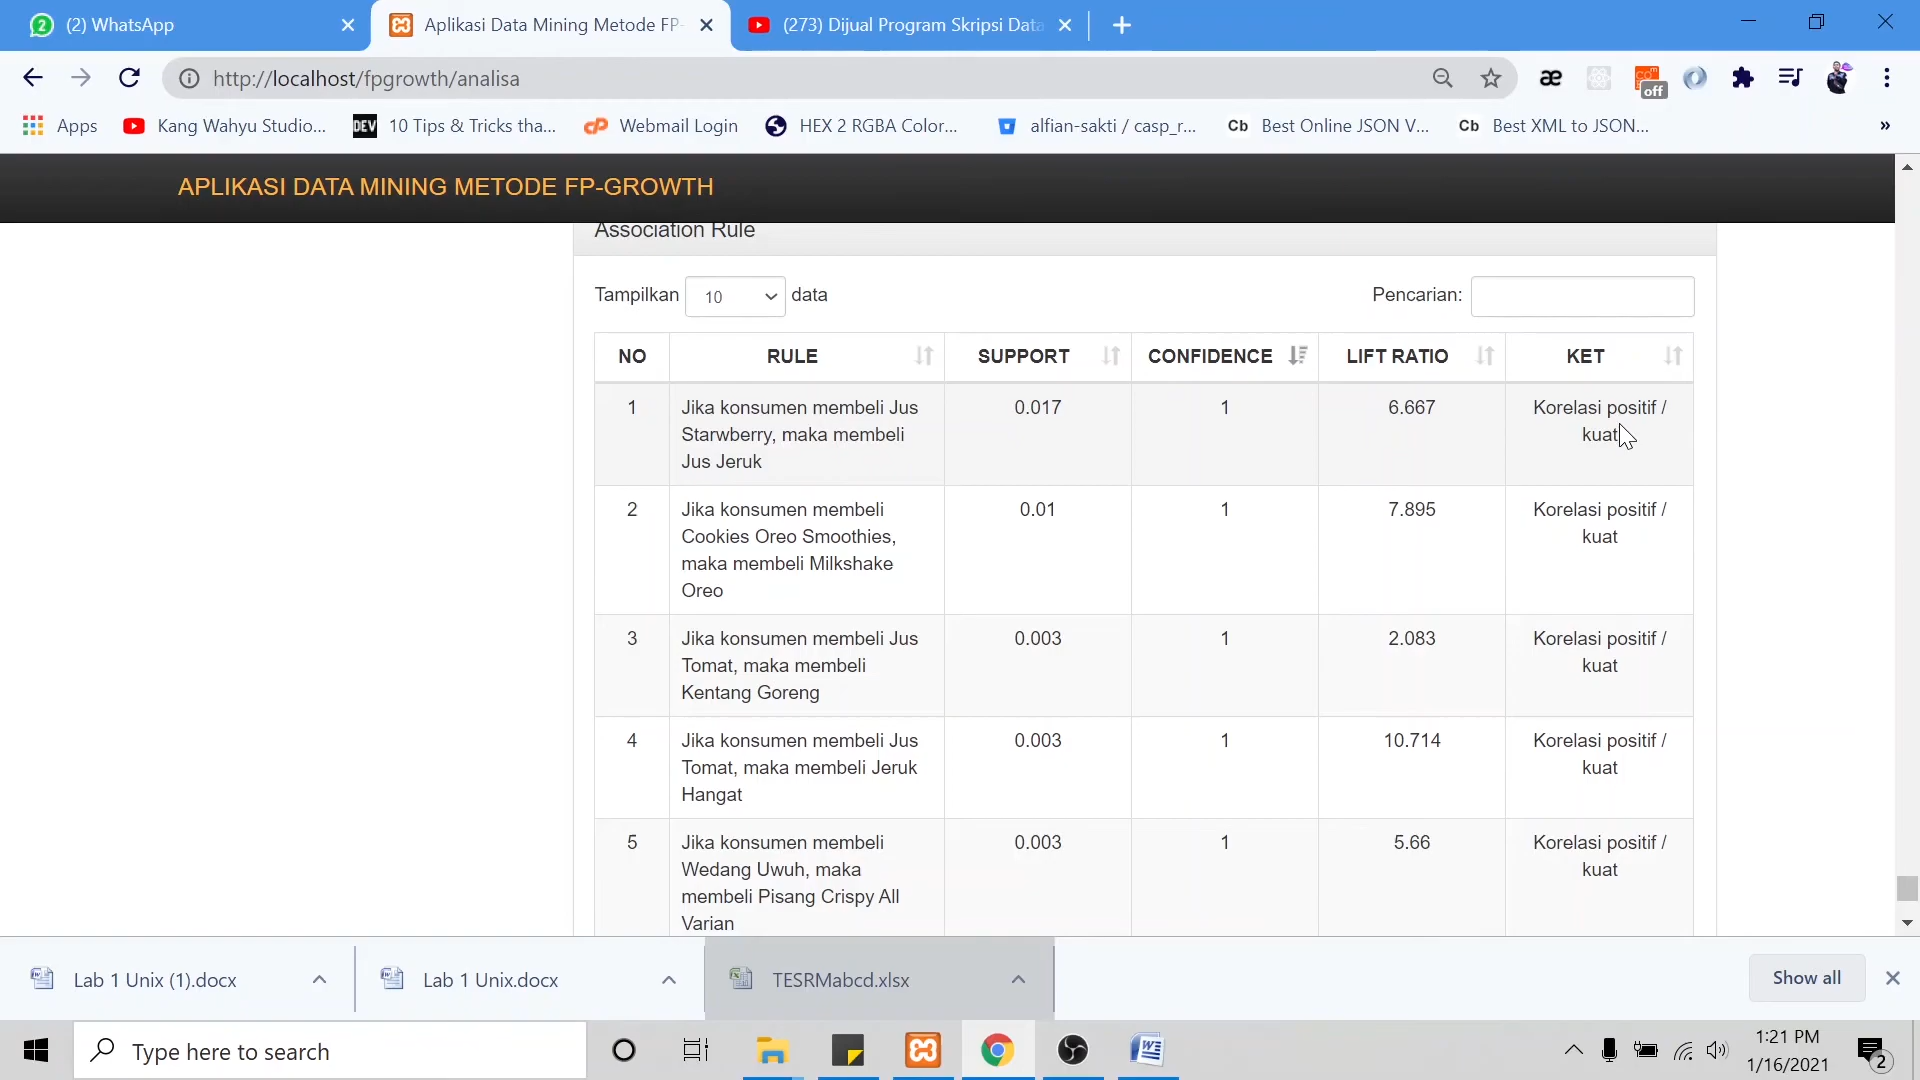 (2) WhatsApp
Aplikasi Data Mining Metode FP-
(273) Dijual Program Skripsi Data
http://localhost/fpgrowth/analisa
æ
off
Apps
Kang Wahyu Studio...
DEV
10 Tips & Tricks tha...
cP
Webmail Login
HEX 2 RGBA Color...
alfian-sakti / casp_r...
Cb
Best Online JSON V...
Cb
Best XML to JSON...
»
APLIKASI DATA MINING METODE FP-GROWTH
Association Rule
Tampilkan 10 data
Pencarian:
NO RULE SUPPORT CONFIDENCE LIFT RATIO KET
1 Jika konsumen membeli Jus 0.017 1 6.667 Korelasi positif /
Starwberry, maka membeli kuat
Jus Jeruk
2 Jika konsumen membeli 0.01 1 7.895 Korelasi positif /
Cookies Oreo Smoothies, kuat
maka membeli Milkshake
Oreo
3 Jika konsumen membeli Jus 0.003 1 2.083 Korelasi positif /
Tomat, maka membeli kuat
Kentang Goreng
4 Jika konsumen membeli Jus 0.003 1 10.714 Korelasi positif /
Tomat, maka membeli Jeruk kuat
Hangat
5 Jika konsumen membeli 0.003 1 5.66 Korelasi positif /
Wedang Uwuh, maka kuat
membeli Pisang Crispy All
Varian
Lab 1 Unix (1).docx
Lab 1 Unix.docx
TESRMabcd.xlsx
Show all
Type here to search
1:21 PM
1/16/2021
2